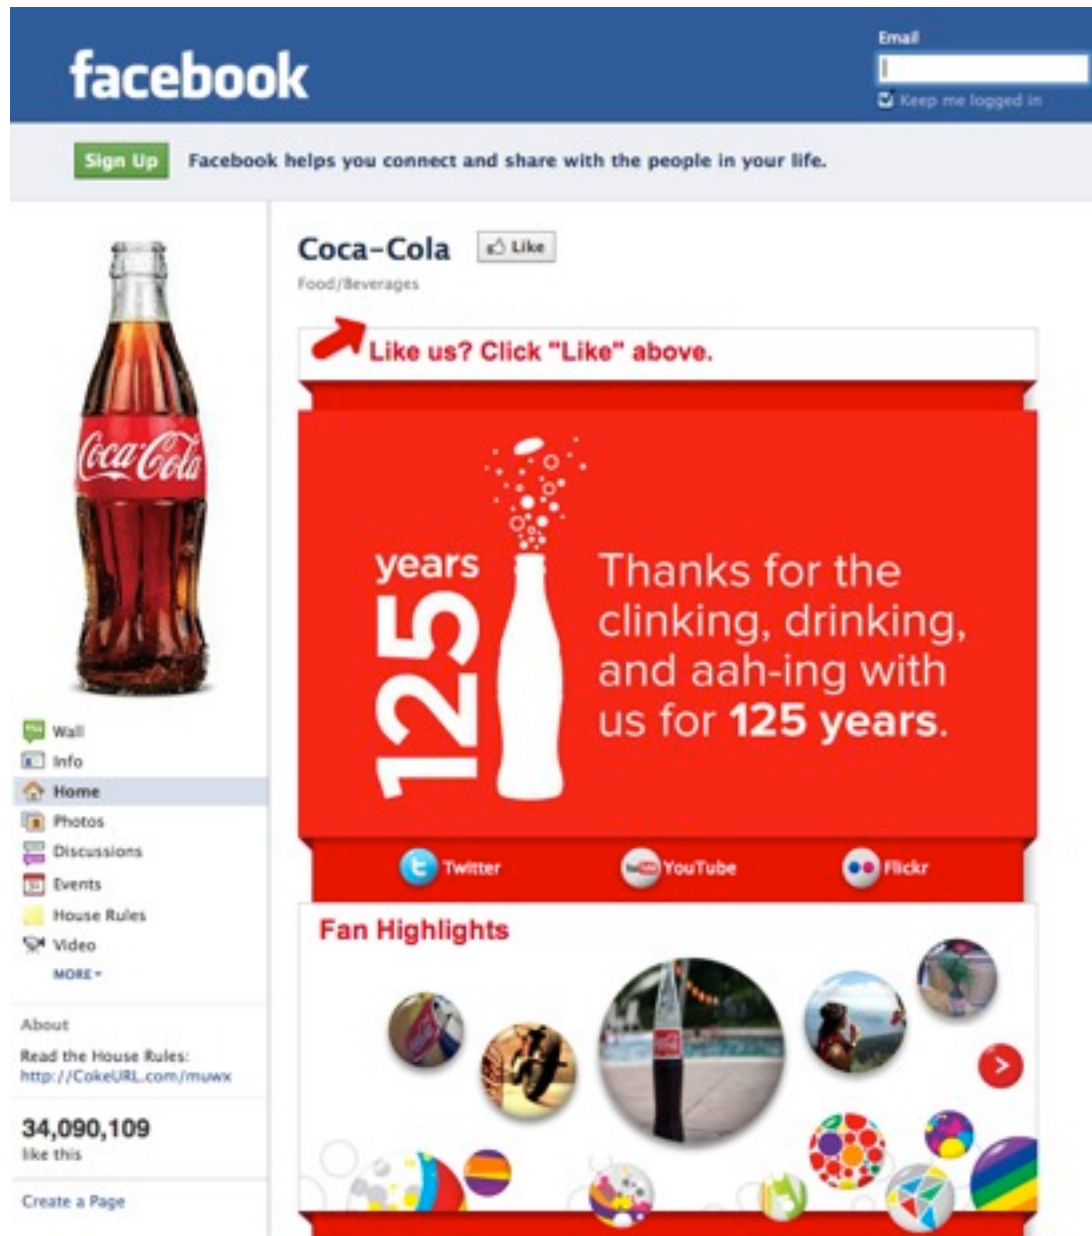 facebook
Email
Keep me logged in
Sign Up
Facebook helps you connect and share with the people in your life.
Coca-Cola
Like
Food/Beverages
Like us? Click "Like" above.
Coca-Cola
years
125
Thanks for the
clinking, drinking,
and aah-ing with
us for 125 years.
Wall
Info
Home
Photos
Discussions
Events
House Rules
Video
MORE
Twitter
YouTube
Flickr
Fan Highlights
About
Read the House Rules:
http://CokeURL.com/muwx
34,090,109
like this
Create a Page